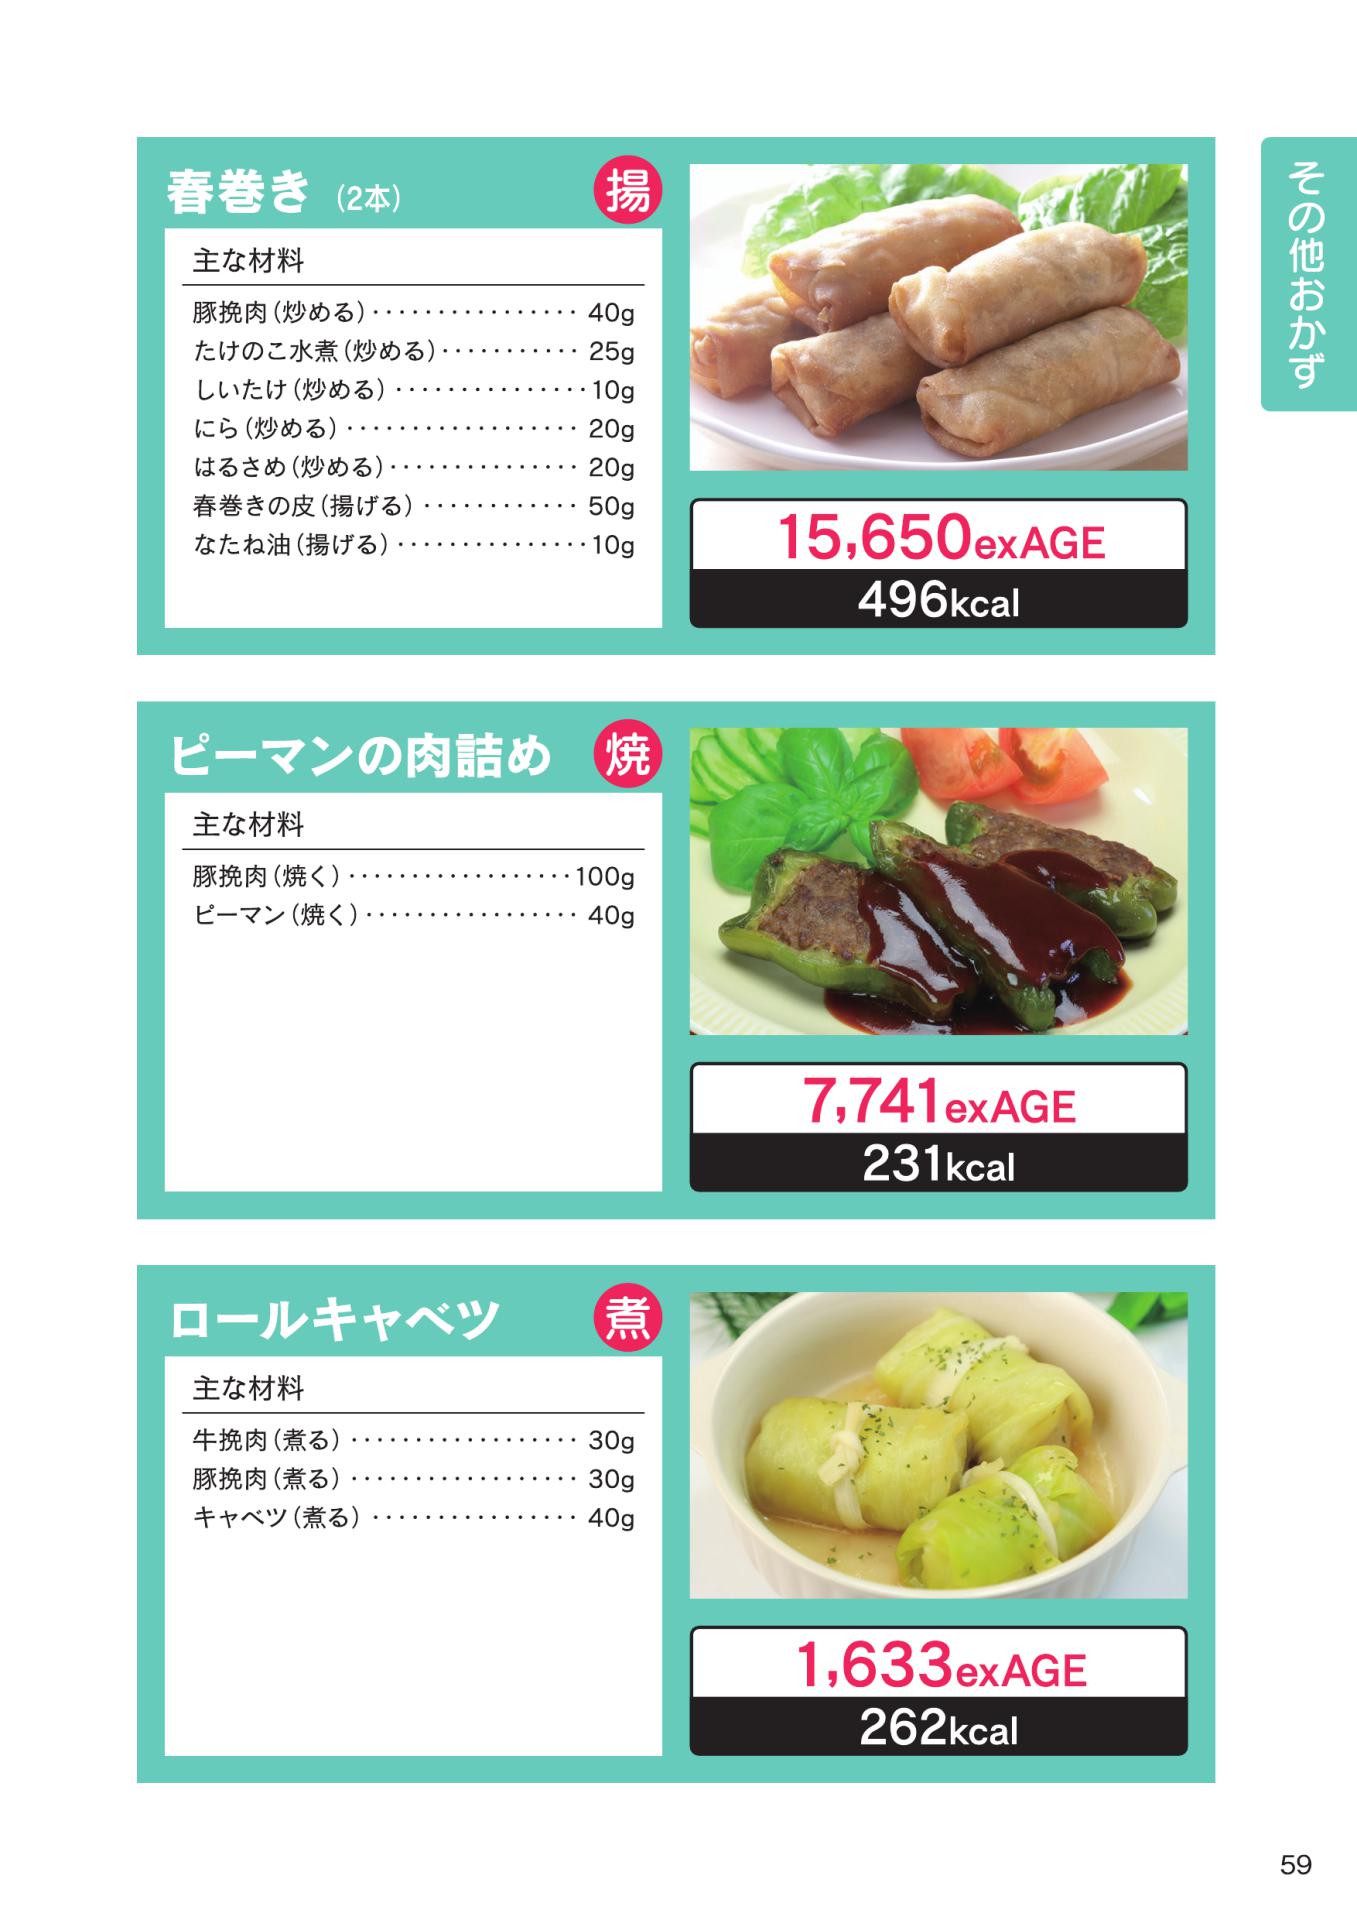 その他おかず
春巻き （2本）
揚
主な材料
豚挽肉（炒める）················ 40g
たけのこ水煮（炒める）··········· 25g
しいたけ（炒める）···············10g
にら（炒める）·················· 20g
はるさめ（炒める）··············· 20g
春巻きの皮（揚げる）············ 50g
なたね油（揚げる）···············10g
15,650exAGE
496kcal
ピーマンの肉詰め
焼
主な材料
豚挽肉（焼く）··················100g
ピーマン（焼く）················· 40g
7,741exAGE
231kcal
ロールキャベツ
煮
主な材料
牛挽肉（煮る）·················· 30g
豚挽肉（煮る）·················· 30g
キャベツ（煮る）················ 40g
1,633exAGE
262kcal
59